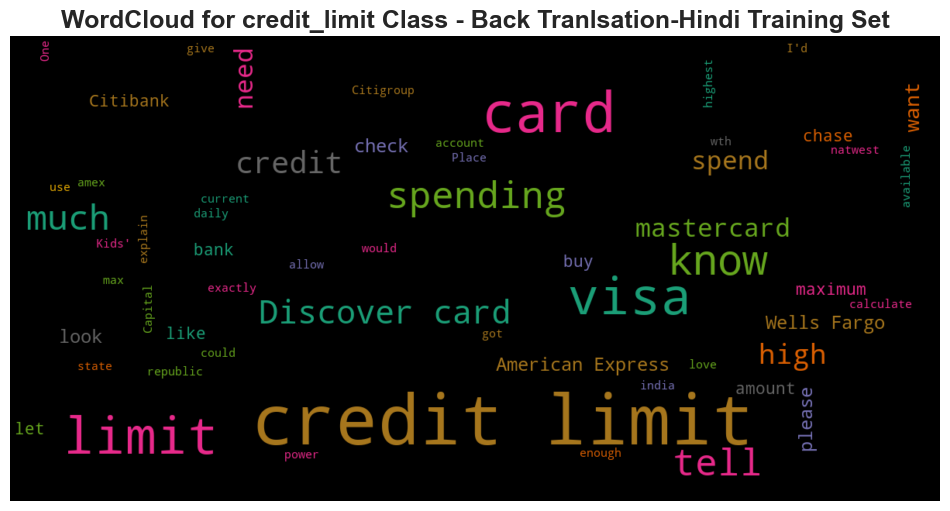 WordCloud for credit_limit Class - Back Tranlsation-Hindi Training Set
One
give
I'd
need
Citibank
Citigroup
highest
want
card
check
account
Place
wth
chase
natwest
credit
spend
available
use
amex
current
daily
spending
much
Kids'
explain
mastercard
bank
would
allow
buy
know
max
Capital
exactly
visa
maximum
calculate
Discover card
look
like
got
Wells Fargo
state
could
republic
American Express
love
high
india
amount
please
let
limit
credit limit
power
enough
tell